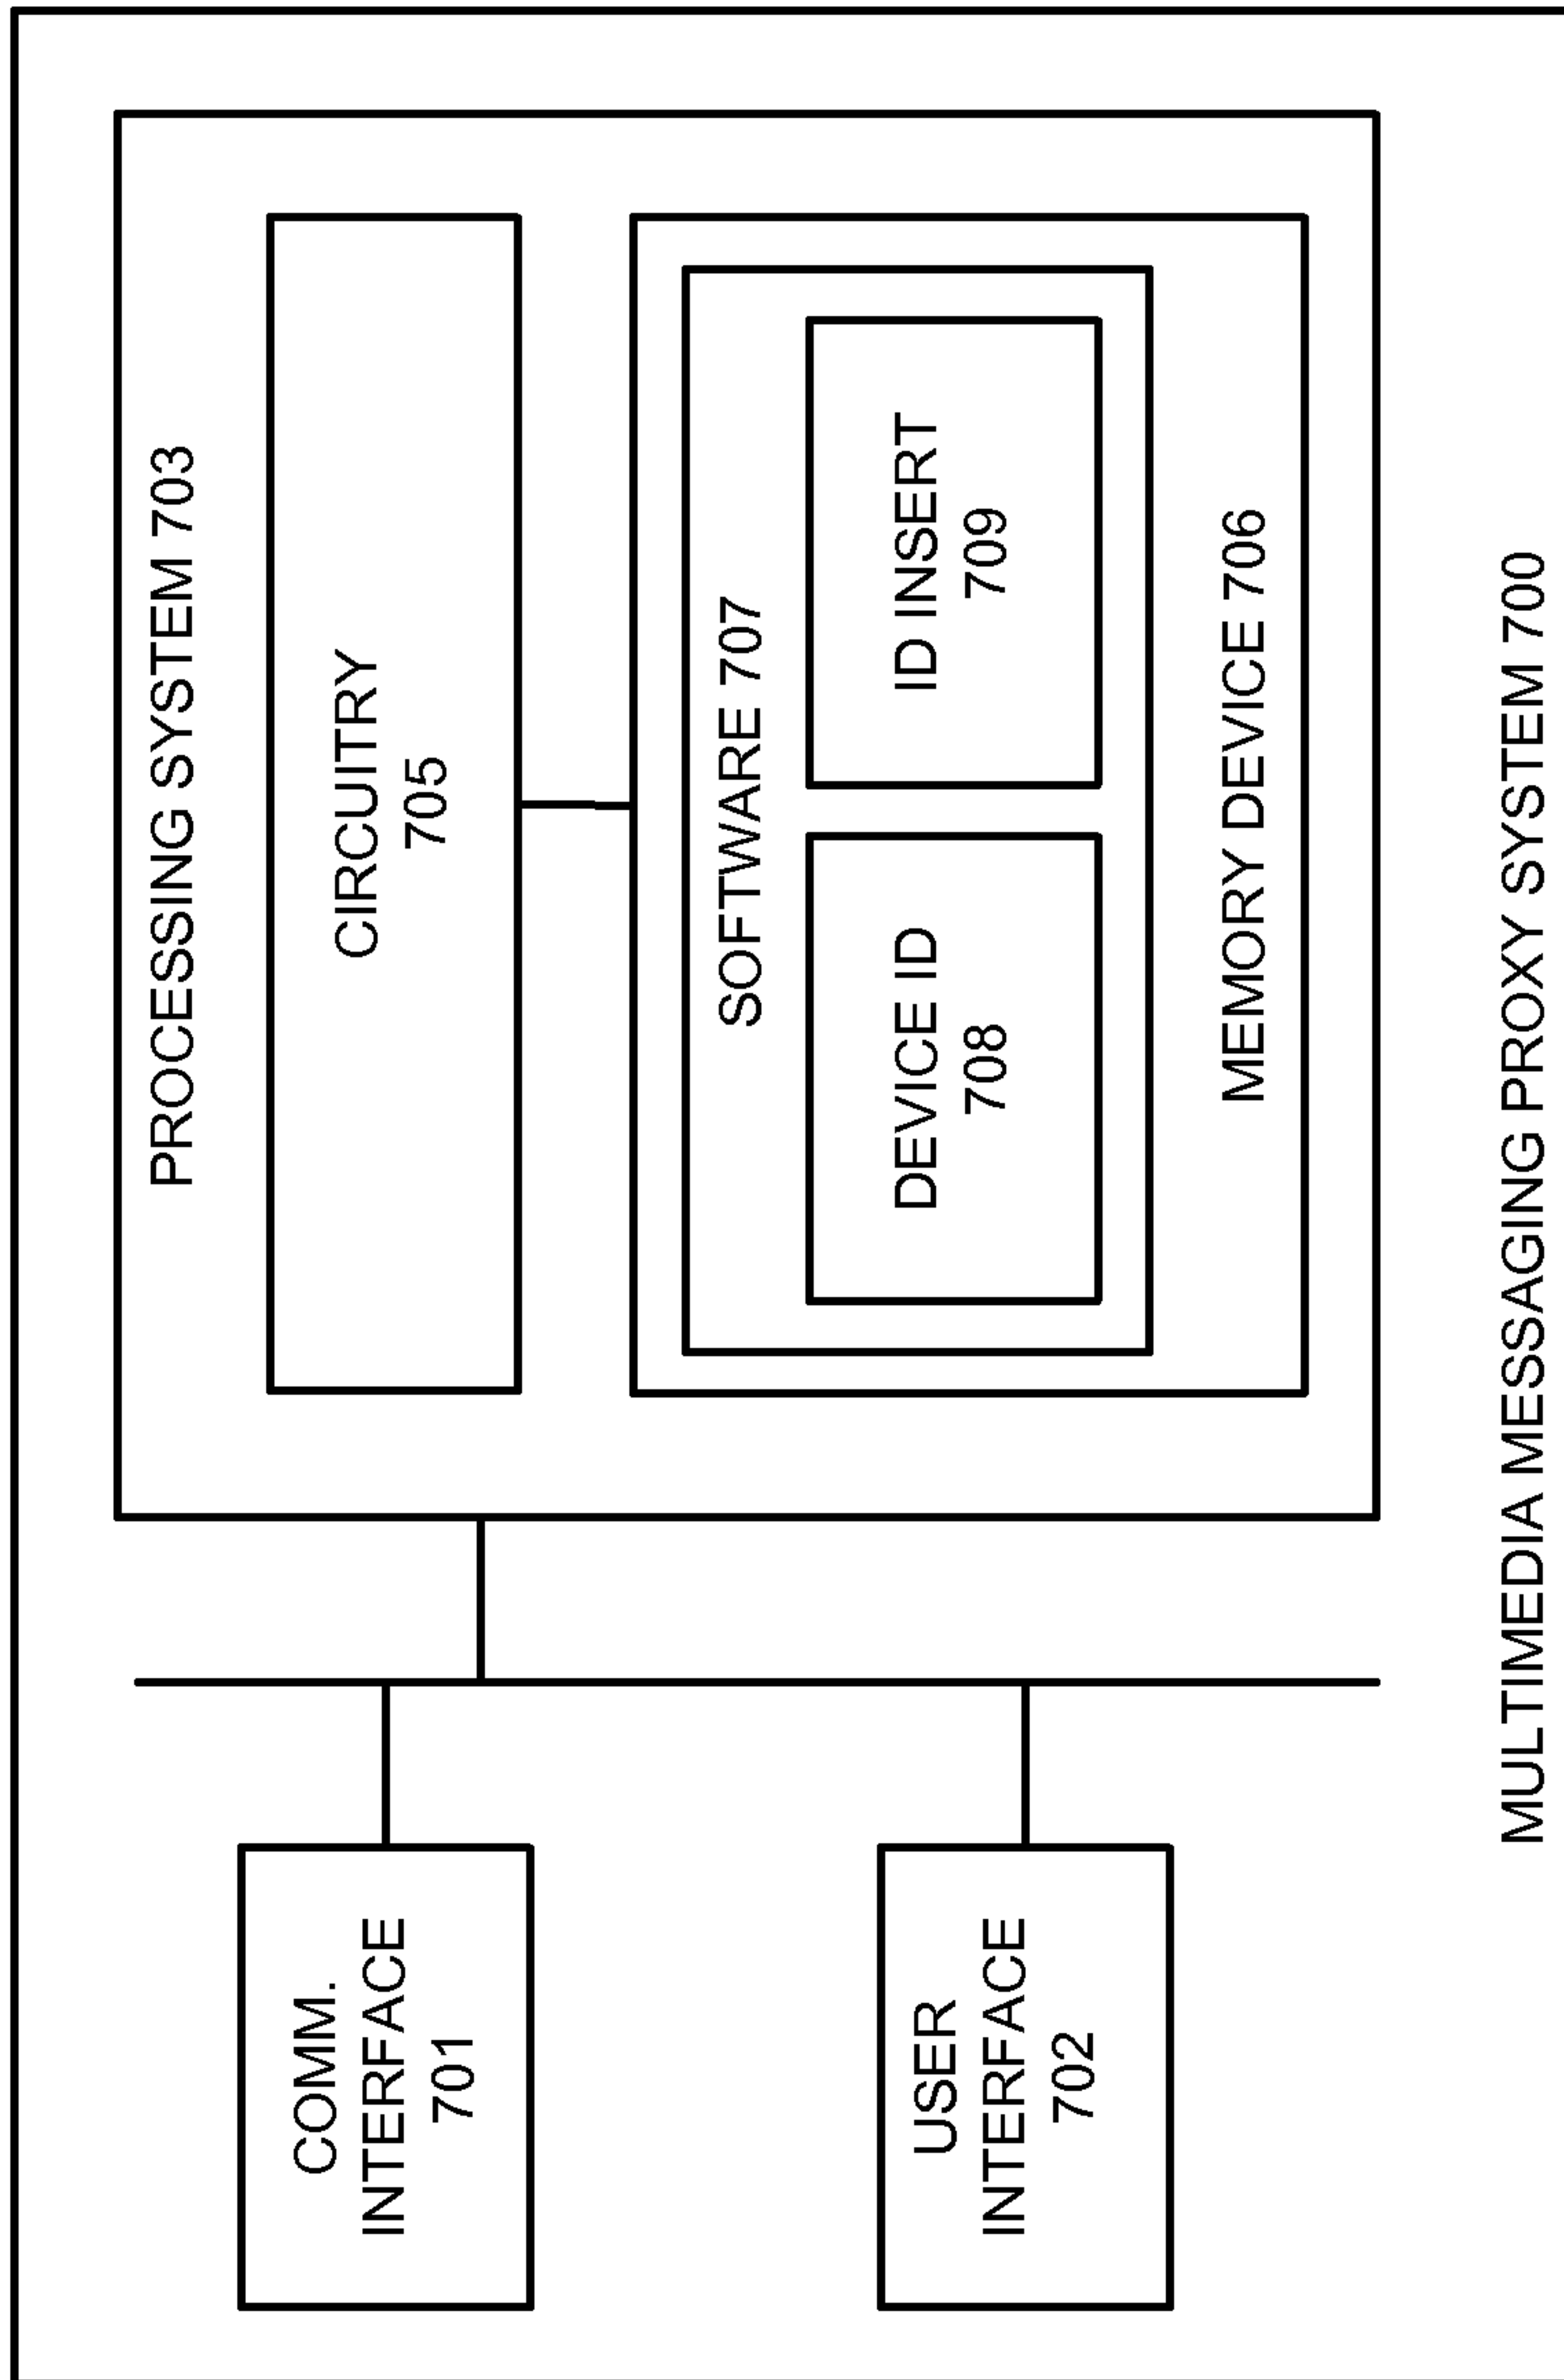 PROCESSING SYSTEM 703
COMM.
INTERFACE
701
CIRCUITRY
705
SOFTWARE 707
USER
INTERFACE
702
DEVICE ID
708
ID INSERT
709
MEMORY DEVICE 706
MULTIMEDIA MESSAGING PROXY SYSTEM 700